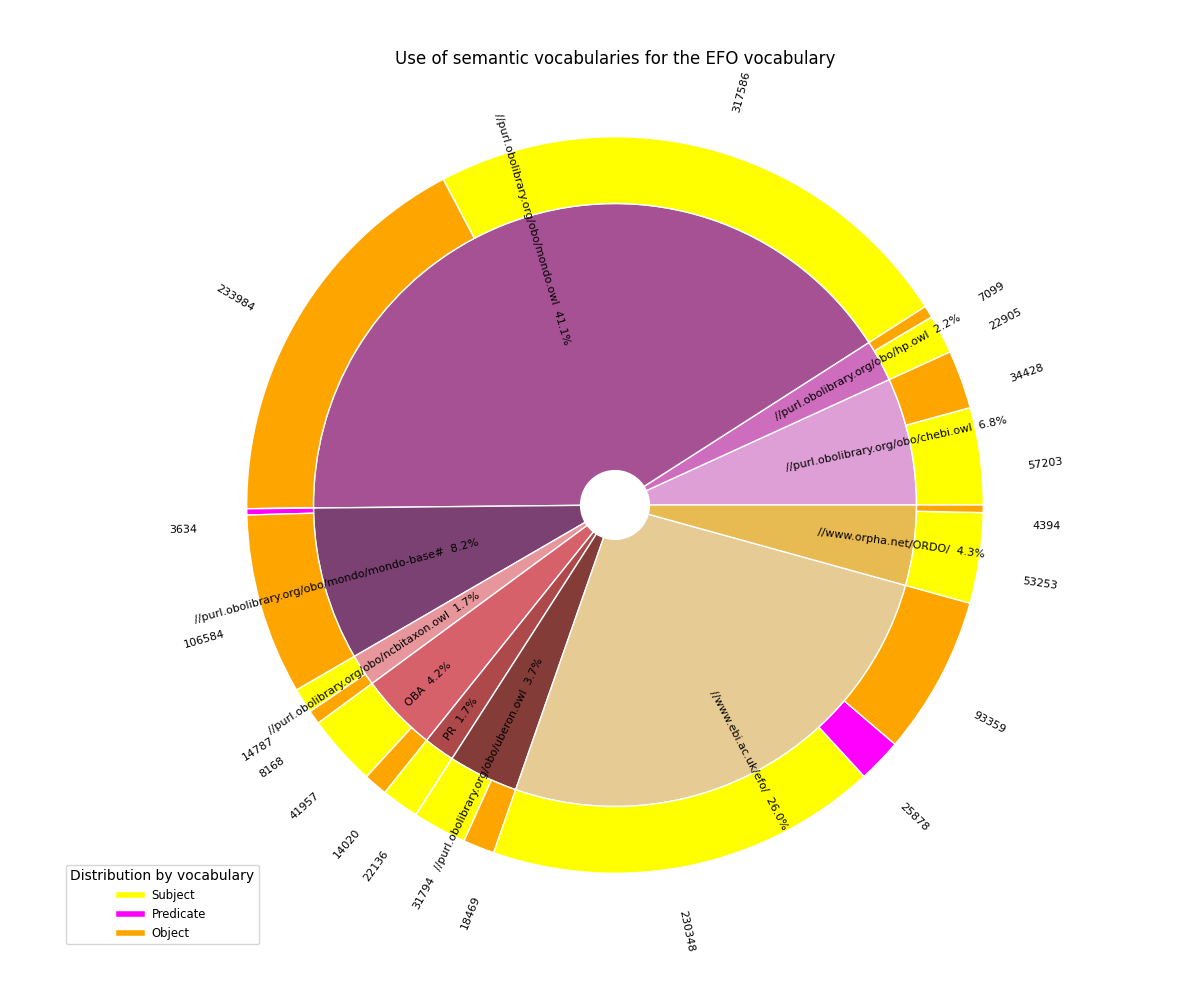 Use of semantic vocabularies for the EFO vocabulary
317586
//purl.obolibrary.org/obo/mondo.owl 41.1%
233984
7099
22905
//purl.obolibrary.org/obo/hp.owl 2.2%
34428
//purl.obolibrary.org/obo/chebi.owl 6.8%
57203
3634
4394
//www.orpha.net/ORDO/ 4.3%
53253
//purl.obolibrary.org/obo/mondo/mondo-base# 8.2%
106584
//purl.obolibrary.org/obo/ncbitaxon.owl 1.7%
14787
8168
OBA 4.2%
41957
PR 1.7%
14020
22136
//purl.obolibrary.org/obo/uberon.owl 3.7%
31794
18469
//www.ebi.ac.uk/efo/ 26.0%
93359
25878
230348
Distribution by vocabulary
Subject
Predicate
Object